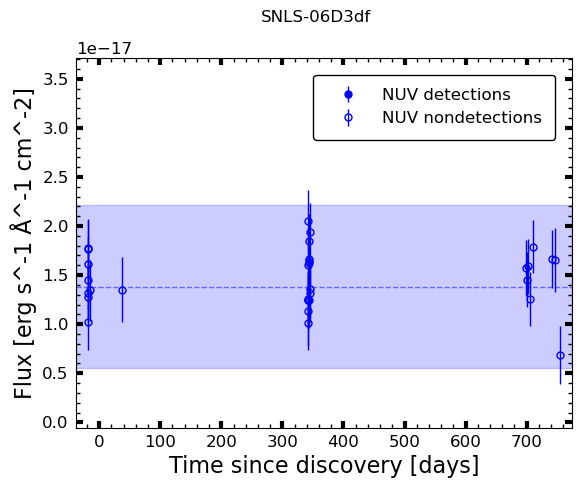 SNLS-06D3df
1e−17
3.5
3.0
2.5
2.0
1.5
1.0
0.5
0.0
Flux [erg s^-1 Å^-1 cm^-2]
NUV detections
NUV nondetections
0 100 200 300 400 500 600 700
Time since discovery [days]